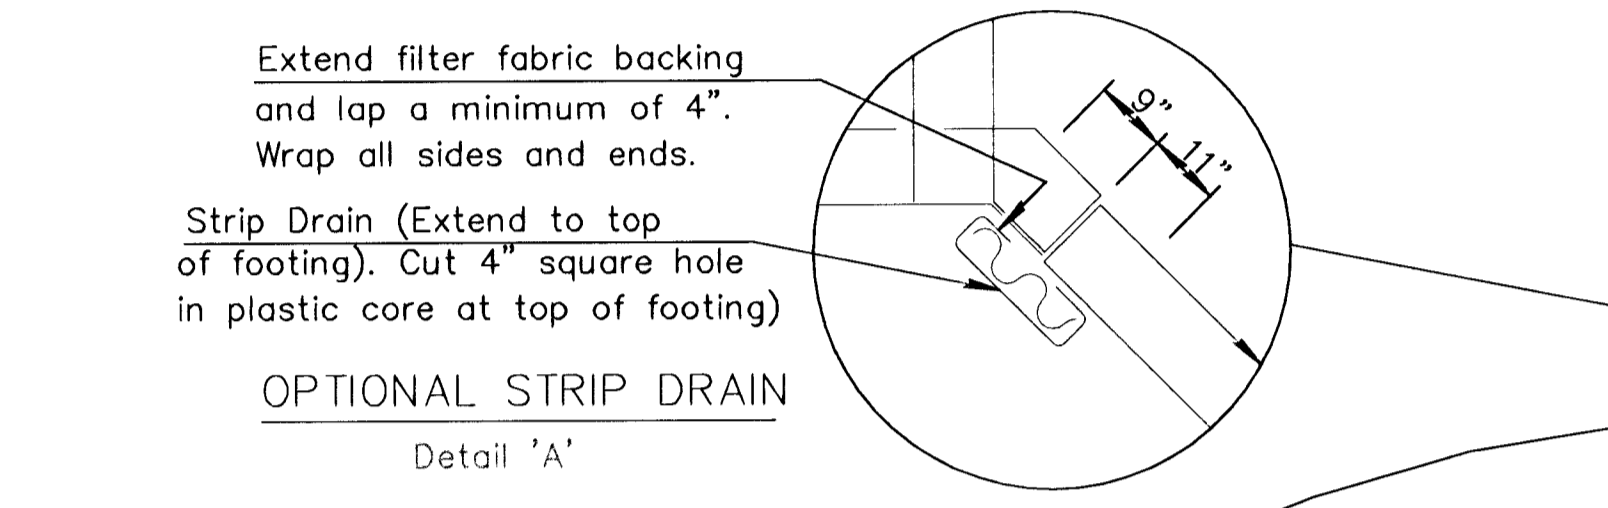 Extend filter fabric backing
and lap a minimum of 4".
Wrap all sides and ends.
Strip Drain (Extend to top
of footing). Cut 4" square hole
in plastic core at top of footing)
OPTIONAL STRIP DRAIN
Detail 'A'
9"
11"